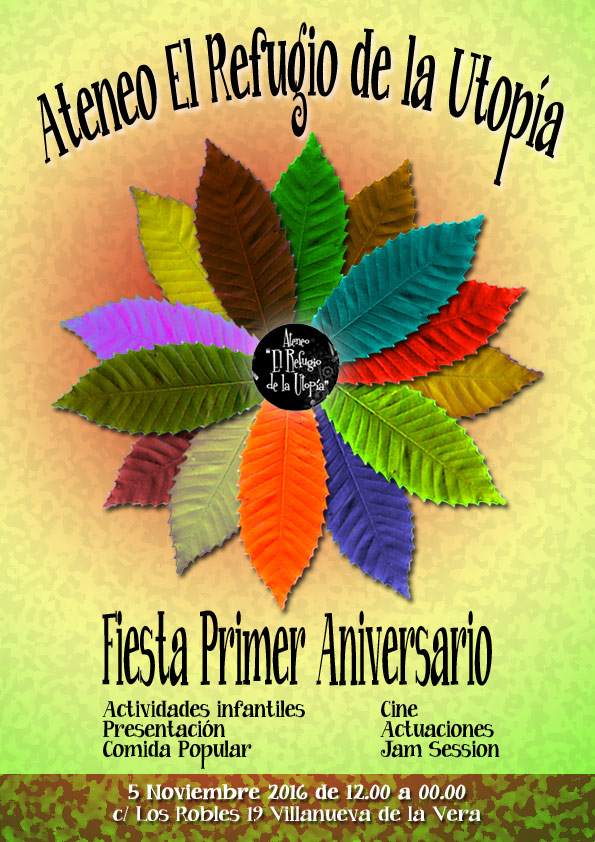 Ateneo El Refugio de la Utopía
Ateneo
"El Refugio
de la Utopía"
Fiesta Primer Aniversario
Actividades infantiles
Presentación
Comida Popular
Cine
Actuaciones
Jam Session
5 Noviembre 2016 de 12.00 a 00.00
c/ Los Robles 19 Villanueva de la Vera